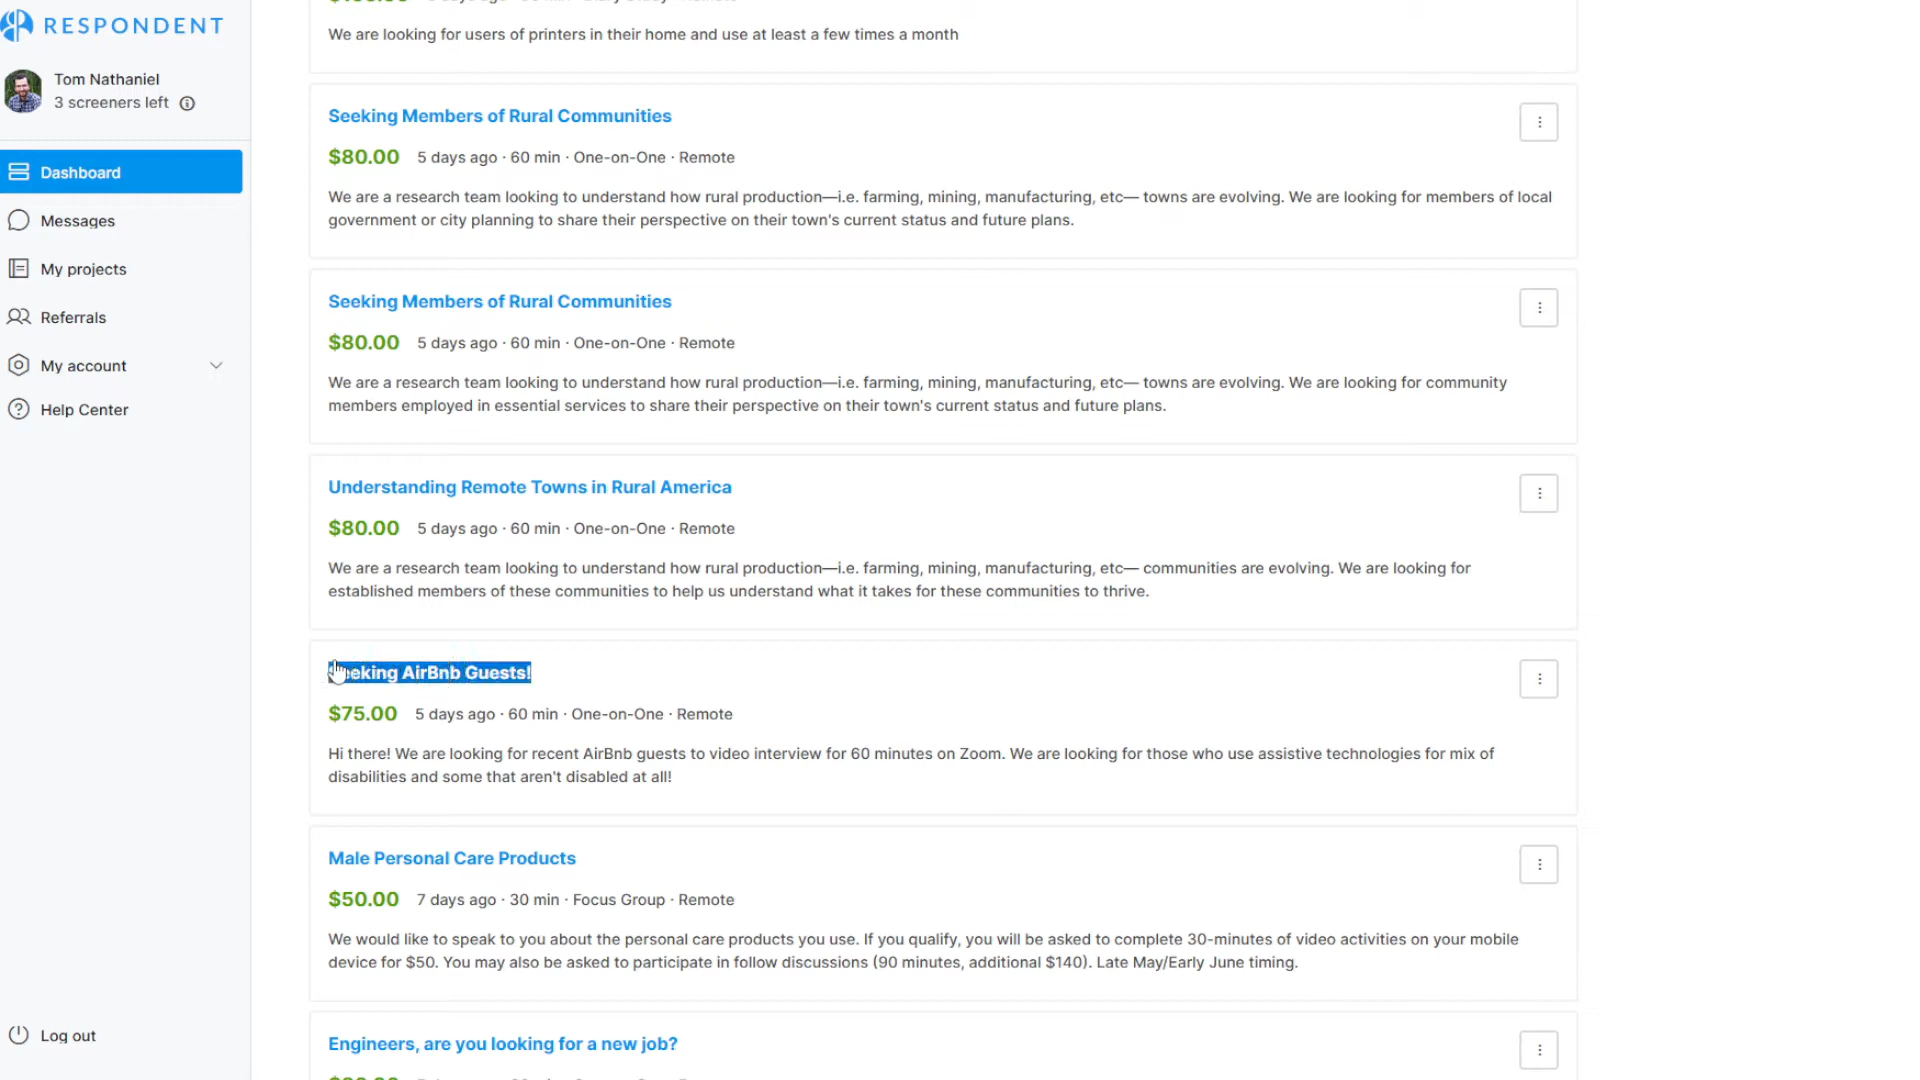 RESPONDENT
Tom Nathaniel
3 screeners left
Dashboard
Messages
My projects
Referrals
My account
Help Center
Log out
We are looking for users of printers in their home and use at least a few times a month
Seeking Members of Rural Communities
$80.00 5 days ago · 60 min · One-on-One · Remote
We are a research team looking to understand how rural production—i.e. farming, mining, manufacturing, etc— towns are evolving. We are looking for members of local
government or city planning to share their perspective on their town's current status and future plans.
Seeking Members of Rural Communities
$80.00 5 days ago · 60 min · One-on-One · Remote
We are a research team looking to understand how rural production—i.e. farming, mining, manufacturing, etc— towns are evolving. We are looking for community
members employed in essential services to share their perspective on their town's current status and future plans.
Understanding Remote Towns in Rural America
$80.00 5 days ago · 60 min · One-on-One · Remote
We are a research team looking to understand how rural production—i.e. farming, mining, manufacturing, etc— communities are evolving. We are looking for
established members of these communities to help us understand what it takes for these communities to thrive.
Seeking AirBnb Guests!
$75.00 5 days ago · 60 min · One-on-One · Remote
Hi there! We are looking for recent AirBnb guests to video interview for 60 minutes on Zoom. We are looking for those who use assistive technologies for mix of
disabilities and some that aren't disabled at all!
Male Personal Care Products
$50.00 7 days ago · 30 min · Focus Group · Remote
We would like to speak to you about the personal care products you use. If you qualify, you will be asked to complete 30-minutes of video activities on your mobile
device for $50. You may also be asked to participate in follow discussions (90 minutes, additional $140). Late May/Early June timing.
Engineers, are you looking for a new job?